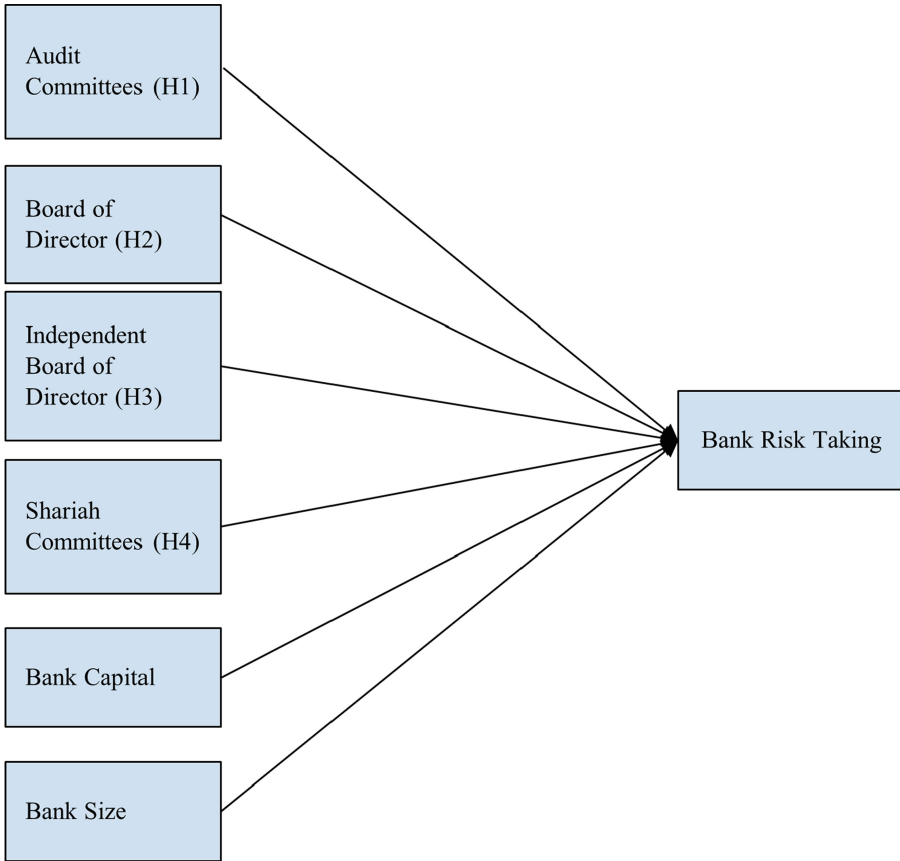 Audit
Committees (H1)
Board of
Director (H2)
Independent
Board of
Director (H3)
Shariah
Committees (H4)
Bank Capital
Bank Size
Bank Risk Taking